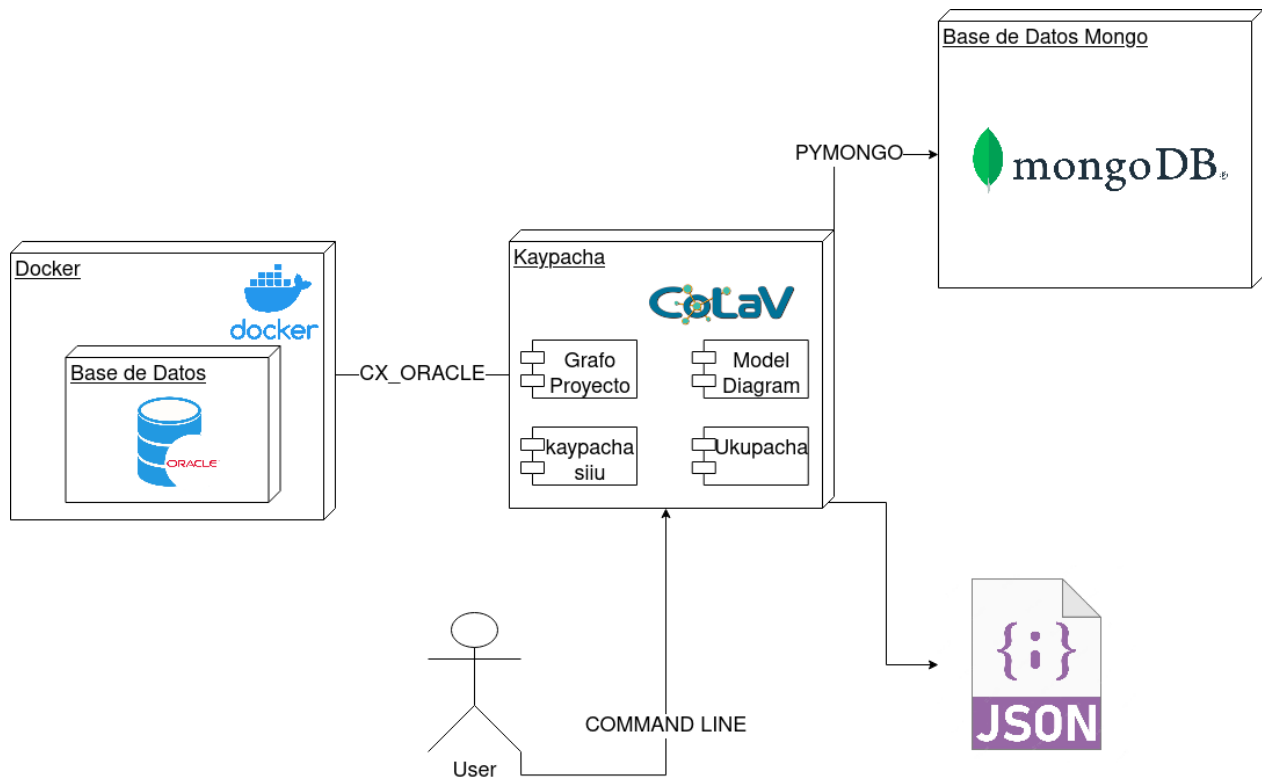 Base de Datos Mongo
mongoDB®
PYMONGO
Docker
docker
Base de Datos
ORACLE
CX_ORACLE
Kaypacha
CoLaV
Grafo
Proyecto
Model
Diagram
kaypacha
siiu
Ukupacha
COMMAND LINE
User
{;}
JSON